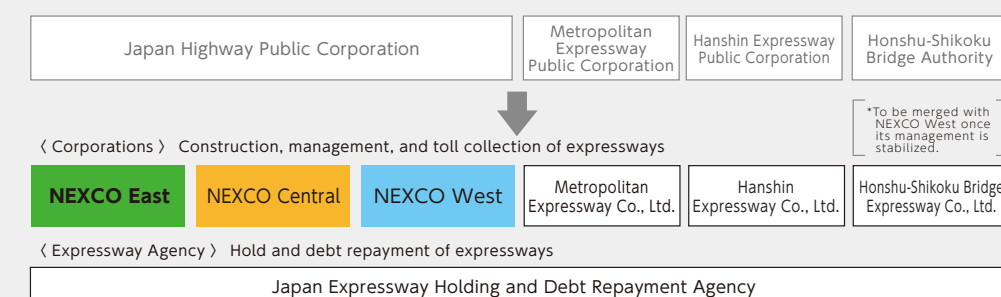 Japan Highway Public Corporation
Metropolitan
Expressway
Public Corporation
Hanshin Expressway
Public Corporation
Honshu-Shikoku
Bridge Authority
*To be merged with
NEXCO West once
its management is
stabilized.
〈 Corporations 〉 Construction, management, and toll collection of expressways
NEXCO East
NEXCO Central
NEXCO West
Metropolitan
Expressway Co., Ltd.
Hanshin
Expressway Co., Ltd.
Honshu-Shikoku Bridge
Expressway Co., Ltd.
〈 Expressway Agency 〉 Hold and debt repayment of expressways
Japan Expressway Holding and Debt Repayment Agency